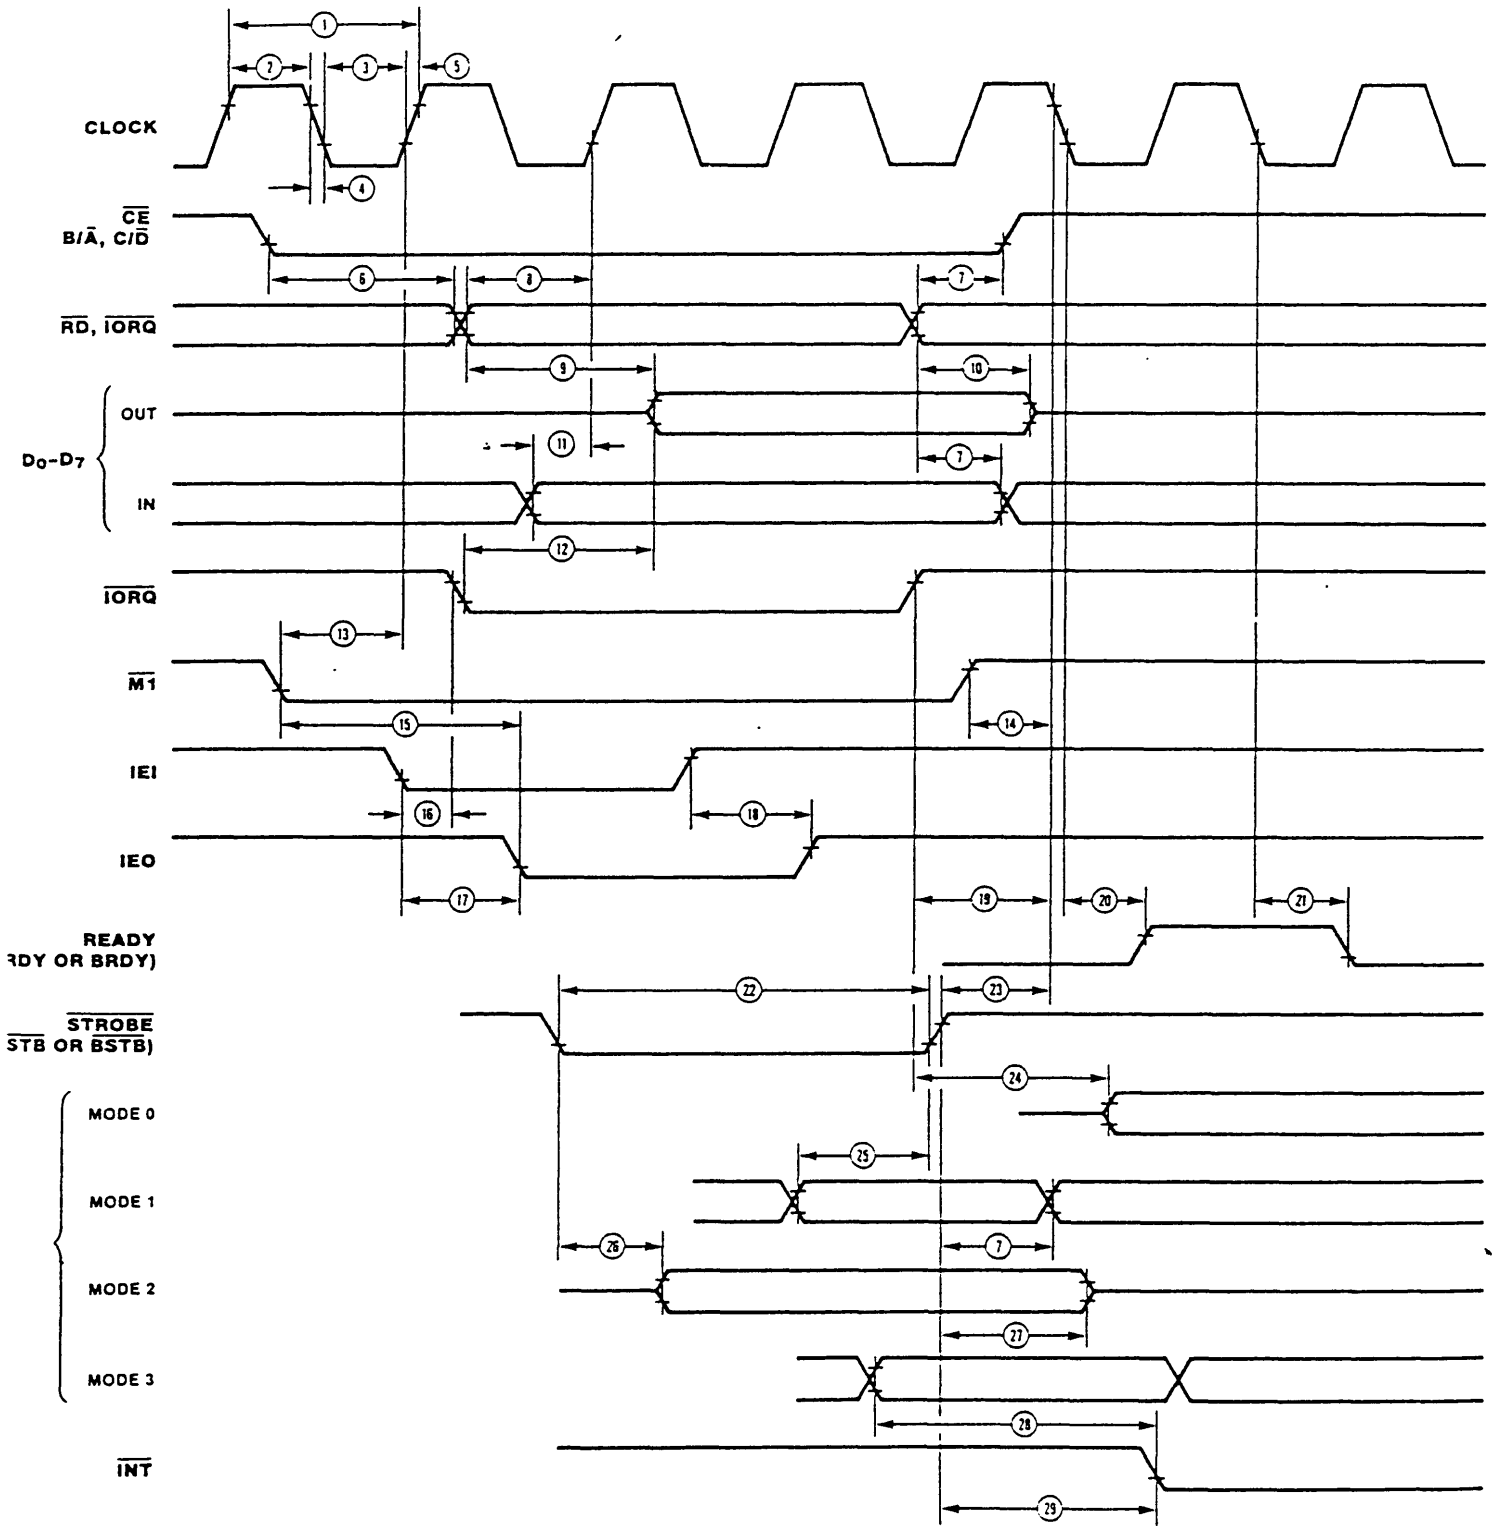 1
2
3
5
CLOCK
4
CE
B/A, C/D
6
8
7
RD, IORQ
9
10
OUT
11
D0-D7
7
IN
12
IORQ
13
M1
15
14
IEI
16
18
IEO
17
19
20
21
READY
RDY OR BRDY)
22
23
STROBE
STB OR BSTB)
24
MODE 0
25
MODE 1
26
7
MODE 2
27
MODE 3
28
INT
29